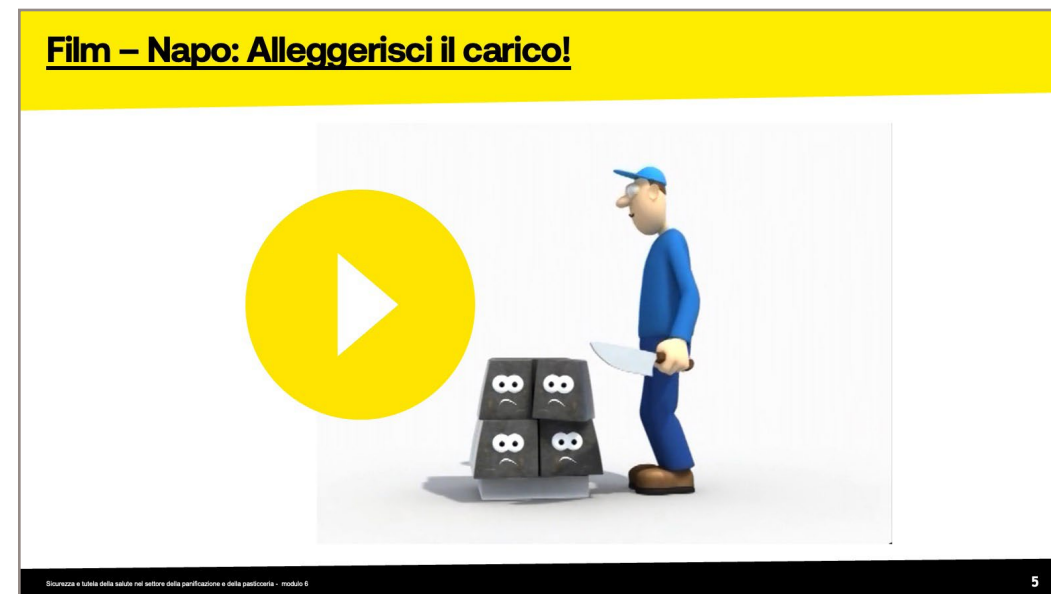 Film – Napo: Alleggerisci il carico!
Sicurezza e tutela della salute nel settore della panificazione e della pasticceria - modulo 6
5